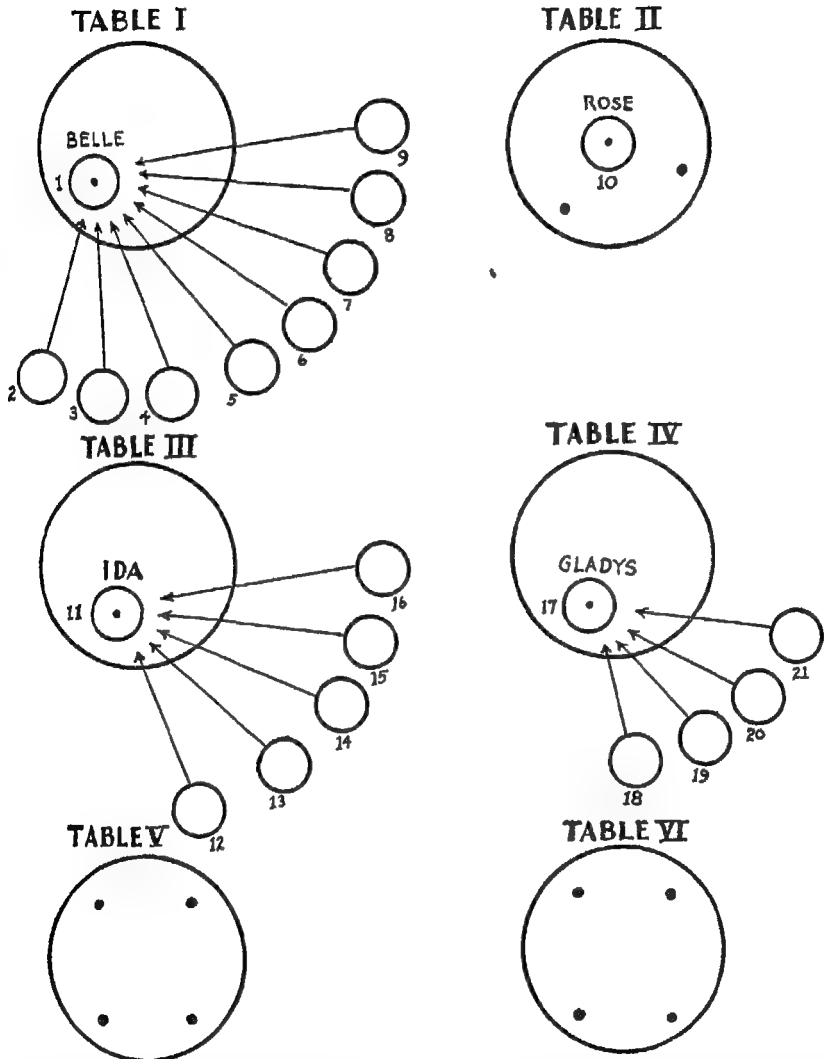 TABLE I
TABLE II
BELLE
1
9
8
7
6
5
4
3
2
ROSE
10
TABLE III
TABLE IV
IDA
11
16
15
14
13
12
GLADYS
17
21
20
19
18
TABLE V
TABLE VI